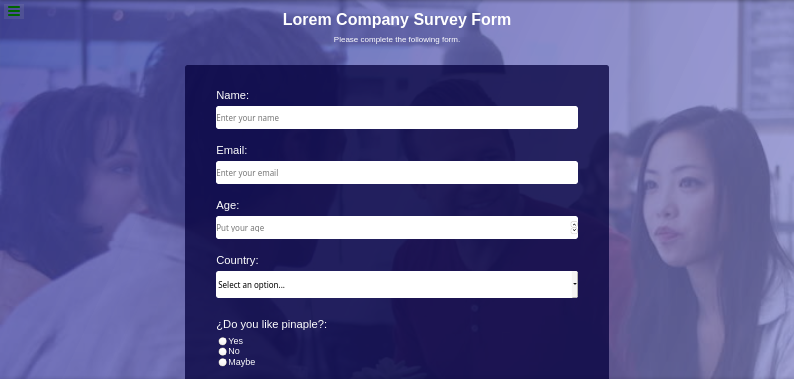 Lorem Company Survey Form
Please complete the following form.
Name:
Enter your name
Email:
Enter your email
Age:
Put your age
Country:
Select an option...
¿Do you like pinaple?:
Yes
No
Maybe